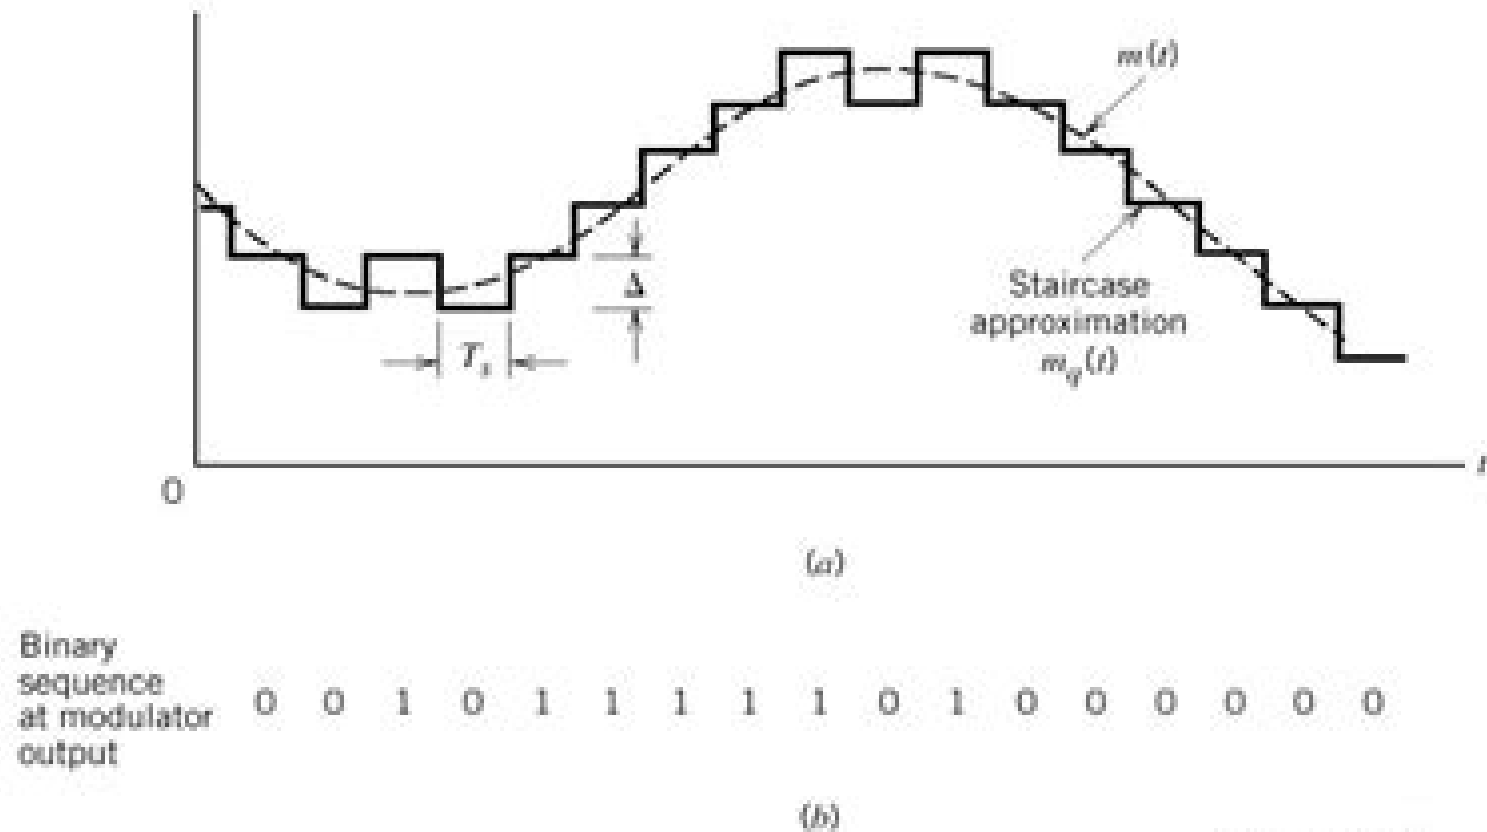 m(t)
Δ
Staircase
approximation
m_q(t)
T_s
0
t
(a)
Binary
sequence
at modulator
output
0 0 1 0 1 1 1 1 1 0 1 0 0 0 0 0 0
(b)